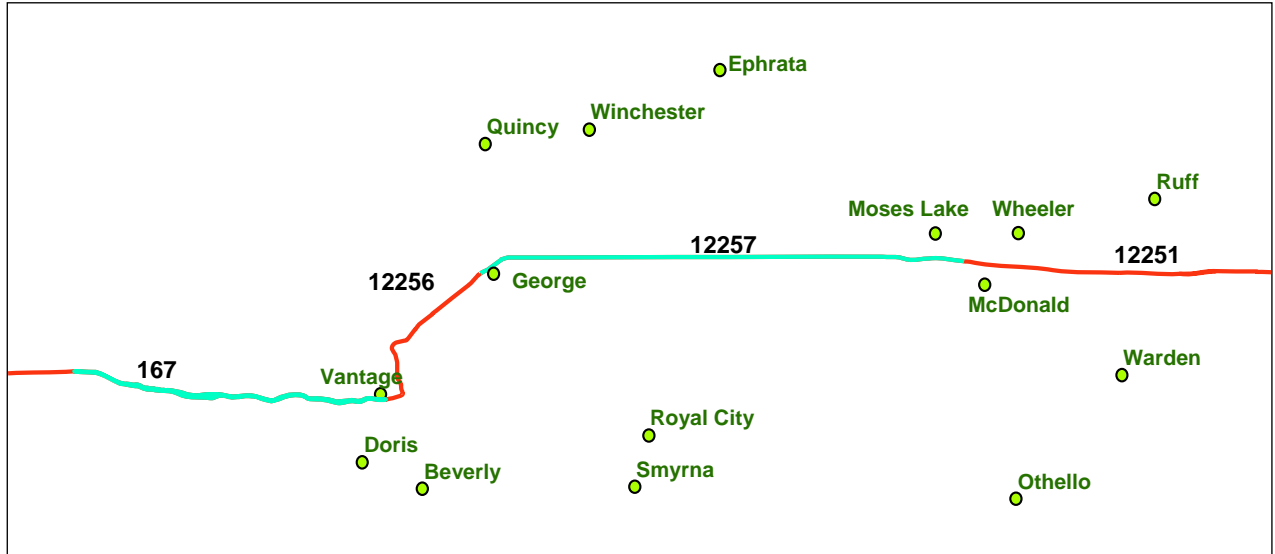 Ephrata
Winchester
Quincy
Ruff
Moses Lake
Wheeler
12257
12251
12256
George
McDonald
167
Vantage
Warden
Royal City
Doris
Beverly
Smyrna
Othello